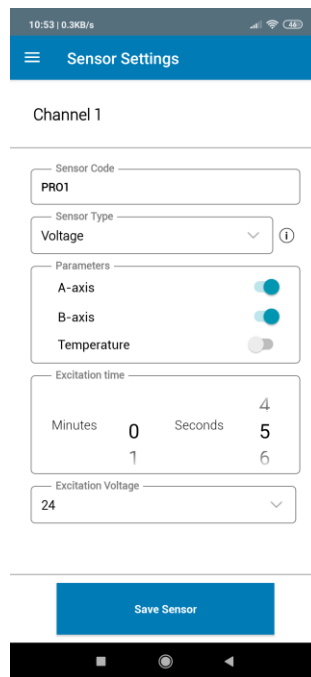 10:53 | 0.3KB/s 46
Sensor Settings
Channel 1
Sensor Code
PRO1
Sensor Type
Voltage
Parameters
A-axis
B-axis
Temperature
Excitation time
4
Minutes 0 Seconds 5
1 6
Excitation Voltage
24
Save Sensor